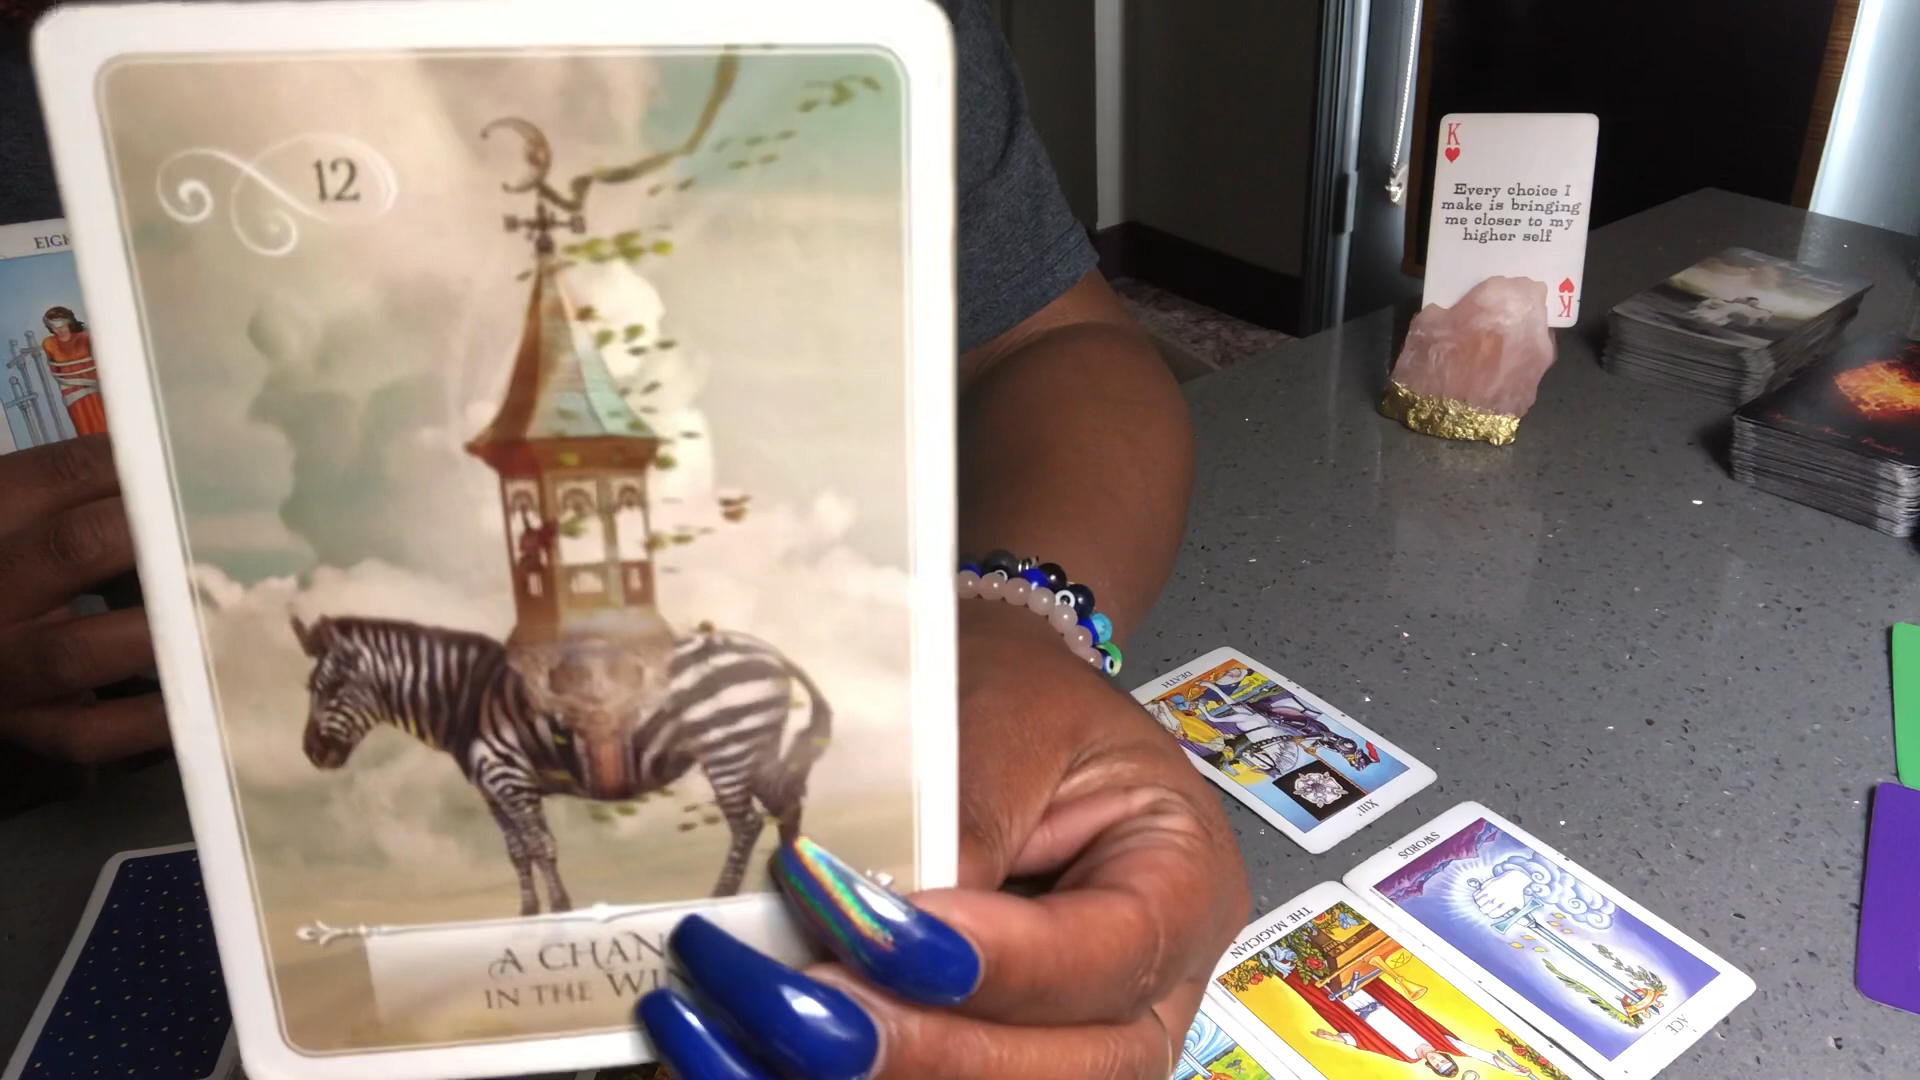 12
A CHAN
IN THE WI
EIGH
K
Every choice I
make is bringing
me closer to my
higher self
K
DEATH
XIII
SWORDS
ACE
THE MAGICIAN